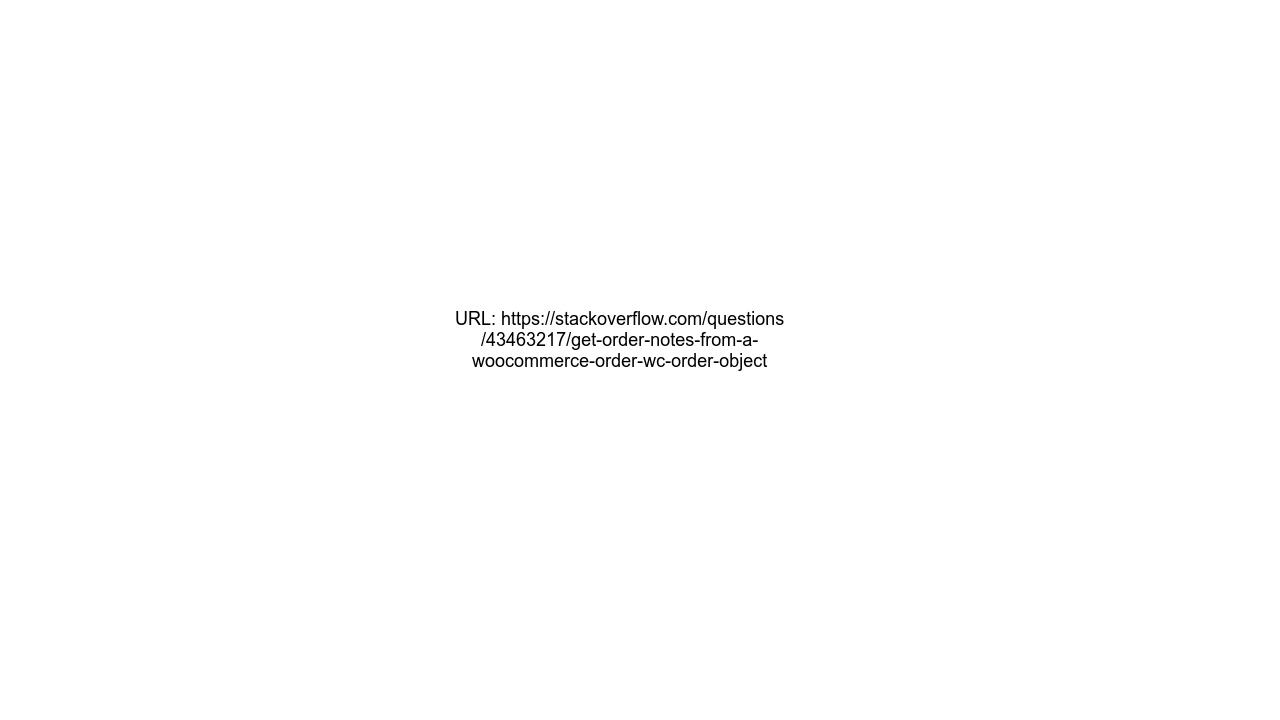 URL: https://stackoverflow.com/questions
/43463217/get-order-notes-from-a-
woocommerce-order-wc-order-object